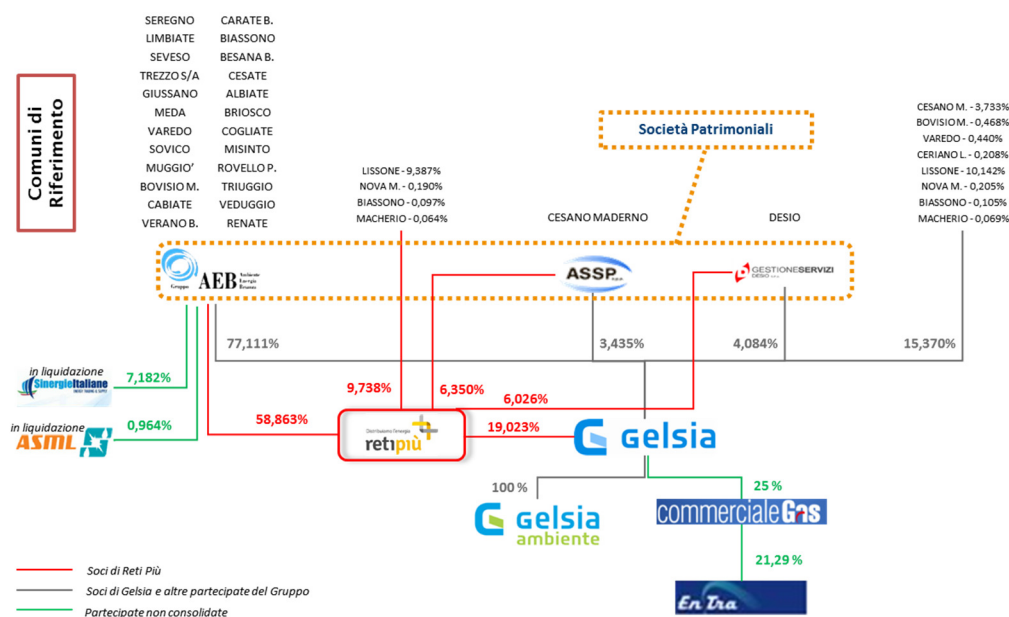 Comuni di
Riferimento
SEREGNO CARATE B.
LIMBIATE BIASSONO
SEVESO BESANA B.
TREZZO S/A CESATE
GIUSSANO ALBIATE
MEDA BRIOSCO
VAREDO COGLIATE
SOVICO MISINTO
MUGGIO' ROVELLO P.
BOVISIO M. TRIUGGIO
CABIATE VEDUGGIO
VERANO B. RENATE
LISSONE - 9,387%
NOVA M. - 0,190%
BIASSONO - 0,097%
MACHERIO - 0,064%
Società Patrimoniali
CESANO MADERNO
DESIO
CESANO M. - 3,733%
BOVISIO M. - 0,468%
VAREDO - 0,440%
CERIANO L. - 0,208%
LISSONE - 10,142%
NOVA M. - 0,205%
BIASSONO - 0,105%
MACHERIO - 0,069%
Gruppo
AEB
Ambiente
Energia
Brianza
ASSP
GESTIONESERVIZI
DESIO
77,111%
3,435%
4,084%
15,370%
in liquidazione
SinergieItaliane
7,182%
in liquidazione
ASML
0,964%
9,738%
6,350%
6,026%
58,863%
19,023%
retipiù
Gelsia
100 %
Gelsia
ambiente
25 %
commercialeGas
21,29 %
EnTra
Soci di Reti Più
Soci di Gelsia e altre partecipate del Gruppo
Partecipate non consolidate